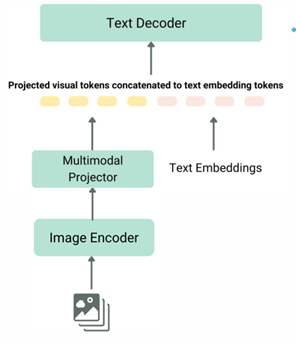 Text Decoder
Projected visual tokens concatenated to text embedding tokens
Multimodal
Projector
Text Embeddings
Image Encoder